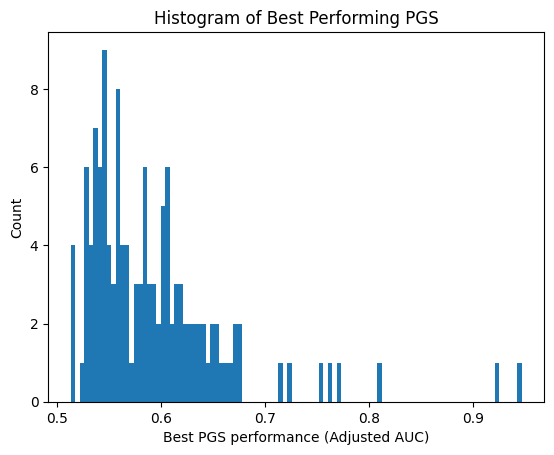 Histogram of Best Performing PGS
8
6
4
2
0
Count
0.5 0.6 0.7 0.8 0.9
Best PGS performance (Adjusted AUC)